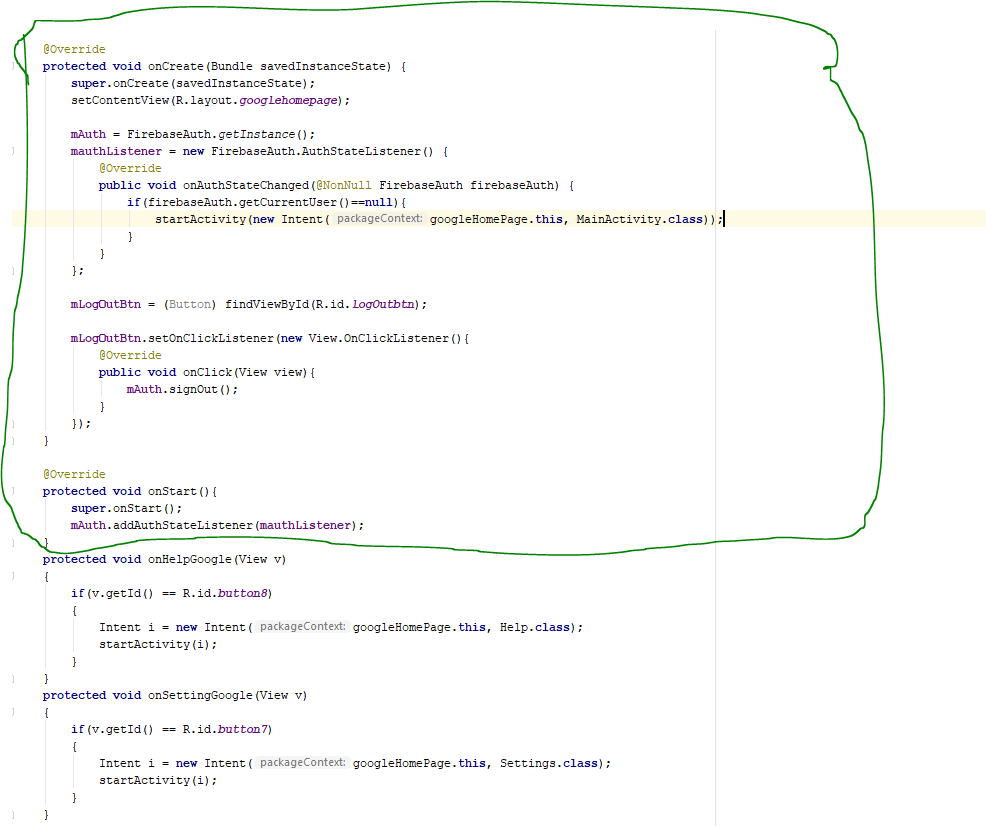 @Override
protected void onCreate(Bundle savedInstanceState) {
super.onCreate(savedInstanceState);
setContentView(R.layout.googlehomepage);
mAuth = FirebaseAuth.getInstance();
mauthListener = new FirebaseAuth.AuthStateListener() {
@Override
public void onAuthStateChanged(@NonNull FirebaseAuth firebaseAuth) {
if(firebaseAuth.getCurrentUser()==null){
startActivity(new Intent( packageContext: googleHomePage.this, MainActivity.class));
}
}
};
mLogOutBtn = (Button) findViewById(R.id.logOutbtn);
mLogOutBtn.setOnClickListener(new View.OnClickListener(){
@Override
public void onClick(View view){
mAuth.signOut();
}
});
}
@Override
protected void onStart(){
super.onStart();
mAuth.addAuthStateListener(mauthListener);
}
protected void onHelpGoogle(View v)
{
if(v.getId() == R.id.button8)
{
Intent i = new Intent( packageContext: googleHomePage.this, Help.class);
startActivity(i);
}
}
protected void onSettingGoogle(View v)
{
if(v.getId() == R.id.button7)
{
Intent i = new Intent( packageContext: googleHomePage.this, Settings.class);
startActivity(i);
}
}